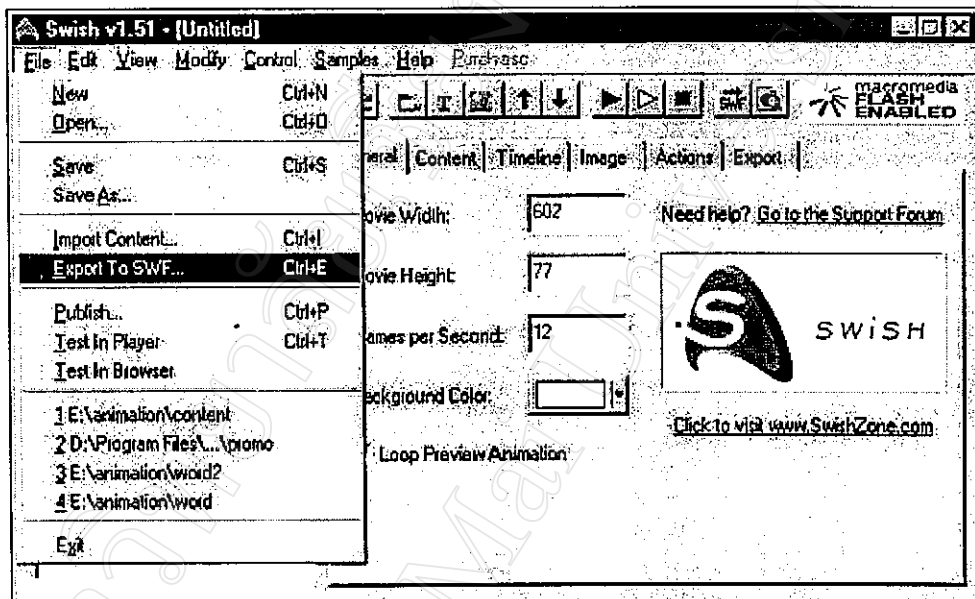 Swish v1.51 - [Untitled]
File Edit View Modify Control Samples Help Purchase
New Ctrl+N
Open... Ctrl+O
Save Ctrl+S
Save As...
Import Content... Ctrl+I
Export To SWF... Ctrl+E
Publish... Ctrl+P
Test In Player Ctrl+T
Test In Browser
1 E:\animation\content
2 D:\Program Files\...\promo
3 E:\animation\word2
4 E:\animation\word
Exit
macromedia
FLASH
ENABLED
neral Content Timeline Image Actions Export
ovie Width: 602
ovie Height: 77
ames per Second: 12
ackground Color:
Loop Preview Animation
Need help? Go to the Support Forum
S SWiSH
Click to visit www.SwishZone.com